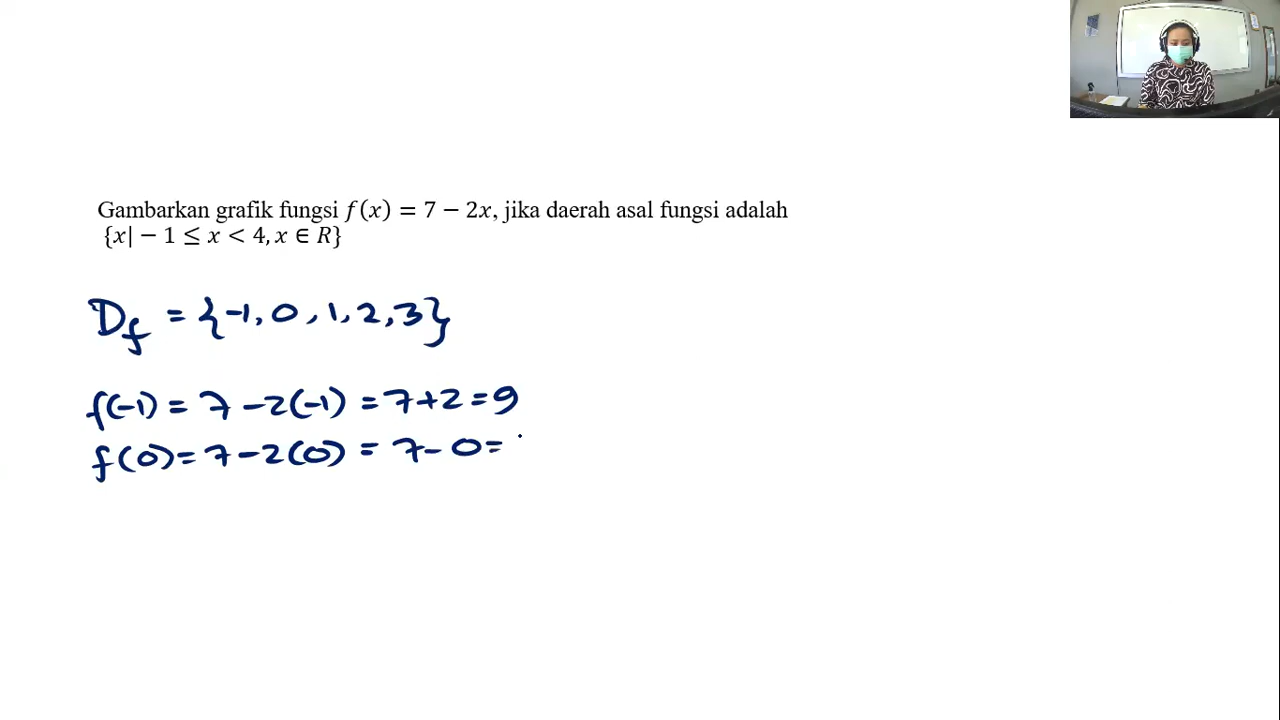 Gambarkan grafik fungsi f(x) = 7 − 2x, jika daerah asal fungsi adalah
{x| − 1 ≤ x < 4, x ∈ R}
Df = {-1, 0, 1, 2, 3}
f(-1) = 7 - 2(-1) = 7 + 2 = 9
f(0) = 7 - 2(0) = 7 - 0 =